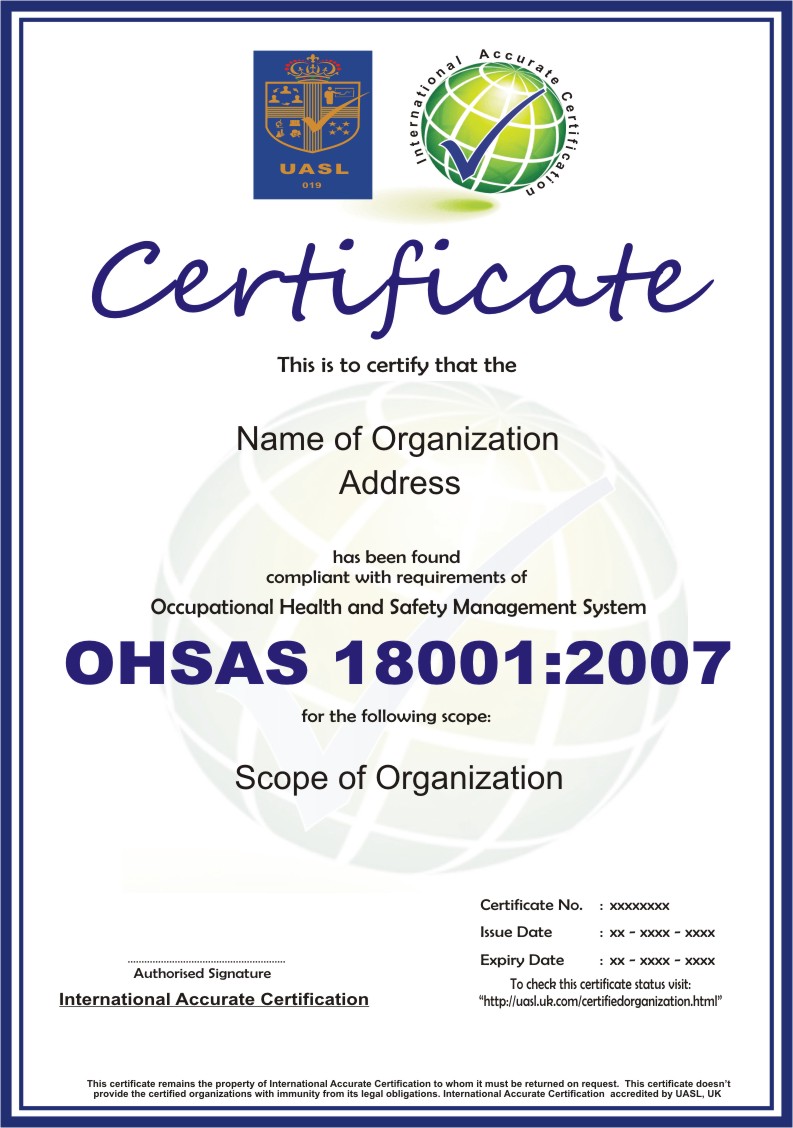 UASL
019
International Accurate Certification
Certificate
This is to certify that the
Name of Organization
Address
has been found
compliant with requirements of
Occupational Health and Safety Management System
OHSAS 18001:2007
for the following scope:
Scope of Organization
Certificate No. : xxxxxxxx
Issue Date : xx - xxxx - xxxx
Expiry Date : xx - xxxx - xxxx
To check this certificate status visit:
“http://uasl.uk.com/certifiedorganization.html”
Authorised Signature
International Accurate Certification
This certificate remains the property of International Accurate Certification to whom it must be returned on request. This certificate doesn’t
provide the certified organizations with immunity from its legal obligations. International Accurate Certification accredited by UASL, UK